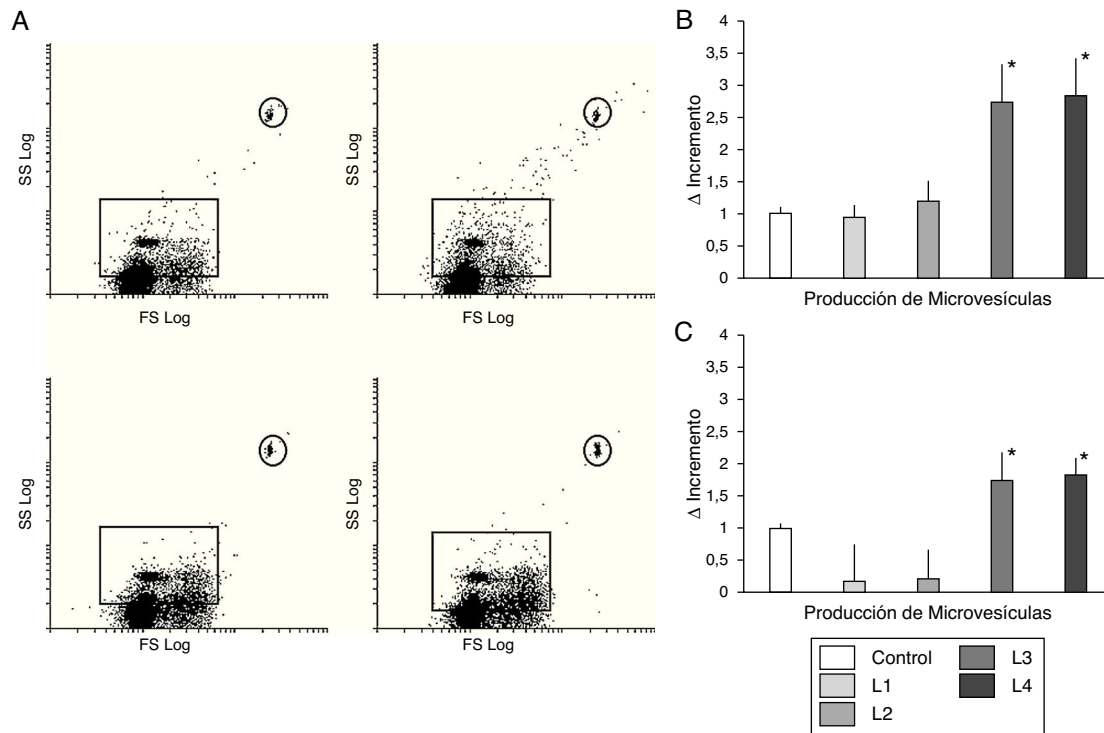 A
SS Log
FS Log
SS Log
FS Log
SS Log
FS Log
SS Log
FS Log
B
4
3,5
3
2,5
2
1,5
1
0,5
0
Δ Incremento
*
*
Producción de Microvesículas
C
4
3,5
3
2,5
2
1,5
1
0,5
0
Δ Incremento
*
*
Producción de Microvesículas
Control
L1
L2
L3
L4